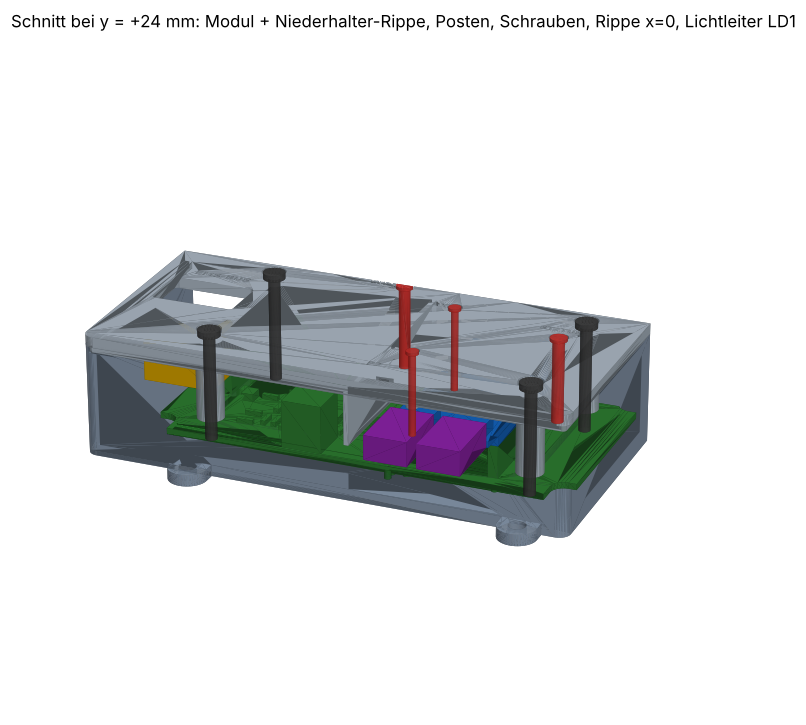 Schnitt bei y = +24 mm: Modul + Niederhalter-Rippe, Posten, Schrauben, Rippe x=0, Lichtleiter LD1